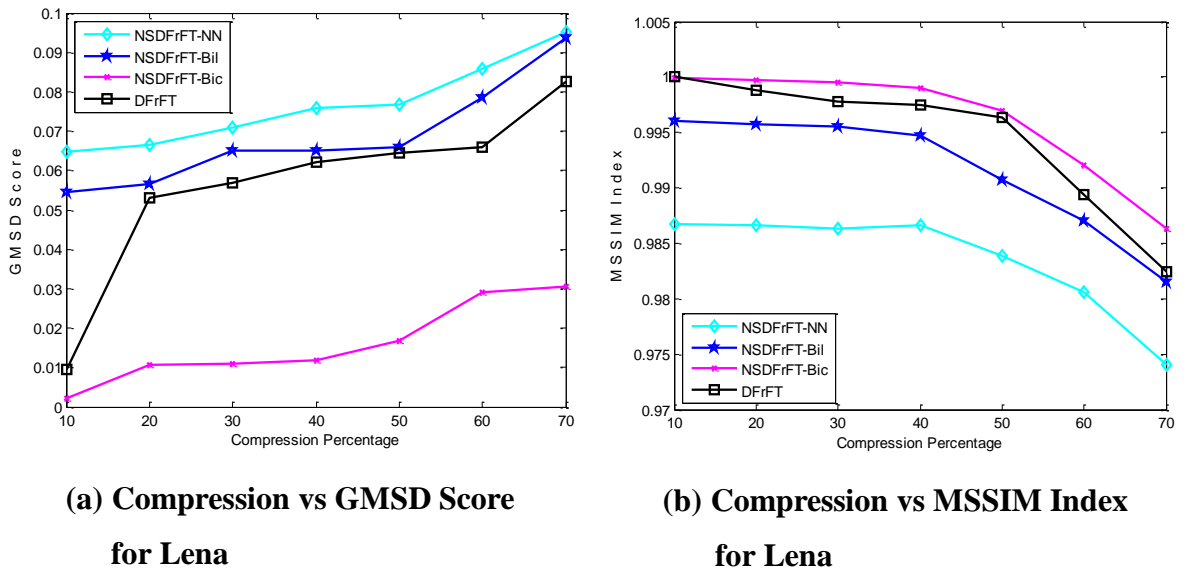 0.1
0.09
0.08
0.07
0.06
0.05
0.04
0.03
0.02
0.01
0
GMSD Score
NSDFrFT-NN
NSDFrFT-Bil
NSDFrFT-Bic
DFrFT
10 20 30 40 50 60 70
Compression Percentage
(a) Compression vs GMSD Score
for Lena
1.005
1
0.995
0.99
0.985
0.98
0.975
0.97
MSSIM Index
NSDFrFT-NN
NSDFrFT-Bil
NSDFrFT-Bic
DFrFT
10 20 30 40 50 60 70
Compression Percentage
(b) Compression vs MSSIM Index
for Lena